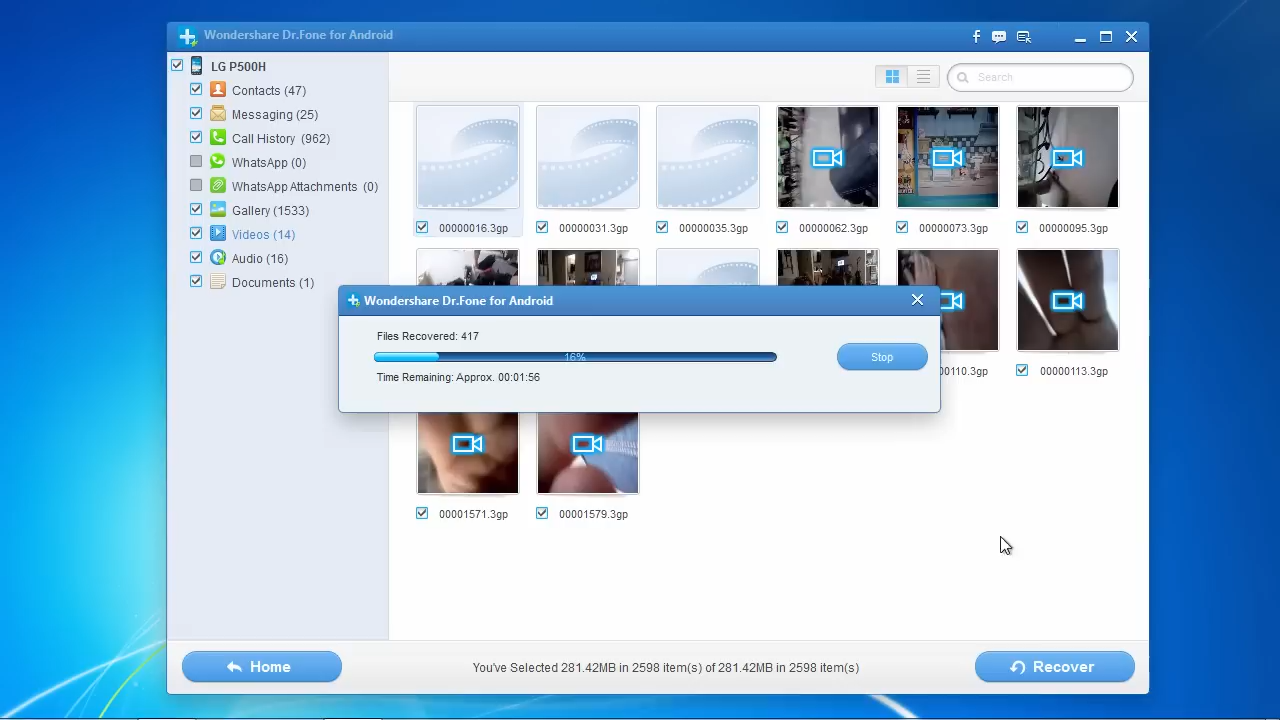 Wondershare Dr.Fone for Android
LG P500H
Contacts (47)
Messaging (25)
Call History (962)
WhatsApp (0)
WhatsApp Attachments (0)
Gallery (1533)
Videos (14)
Audio (16)
Documents (1)
Search
00000016.3gp
00000031.3gp
00000035.3gp
00000062.3gp
00000073.3gp
00000095.3gp
Wondershare Dr.Fone for Android
Files Recovered: 417
16%
Time Remaining: Approx. 00:01:56
Stop
00000113.3gp
00001571.3gp
00001579.3gp
Home
You've Selected 281.42MB in 2598 item(s) of 281.42MB in 2598 item(s)
Recover